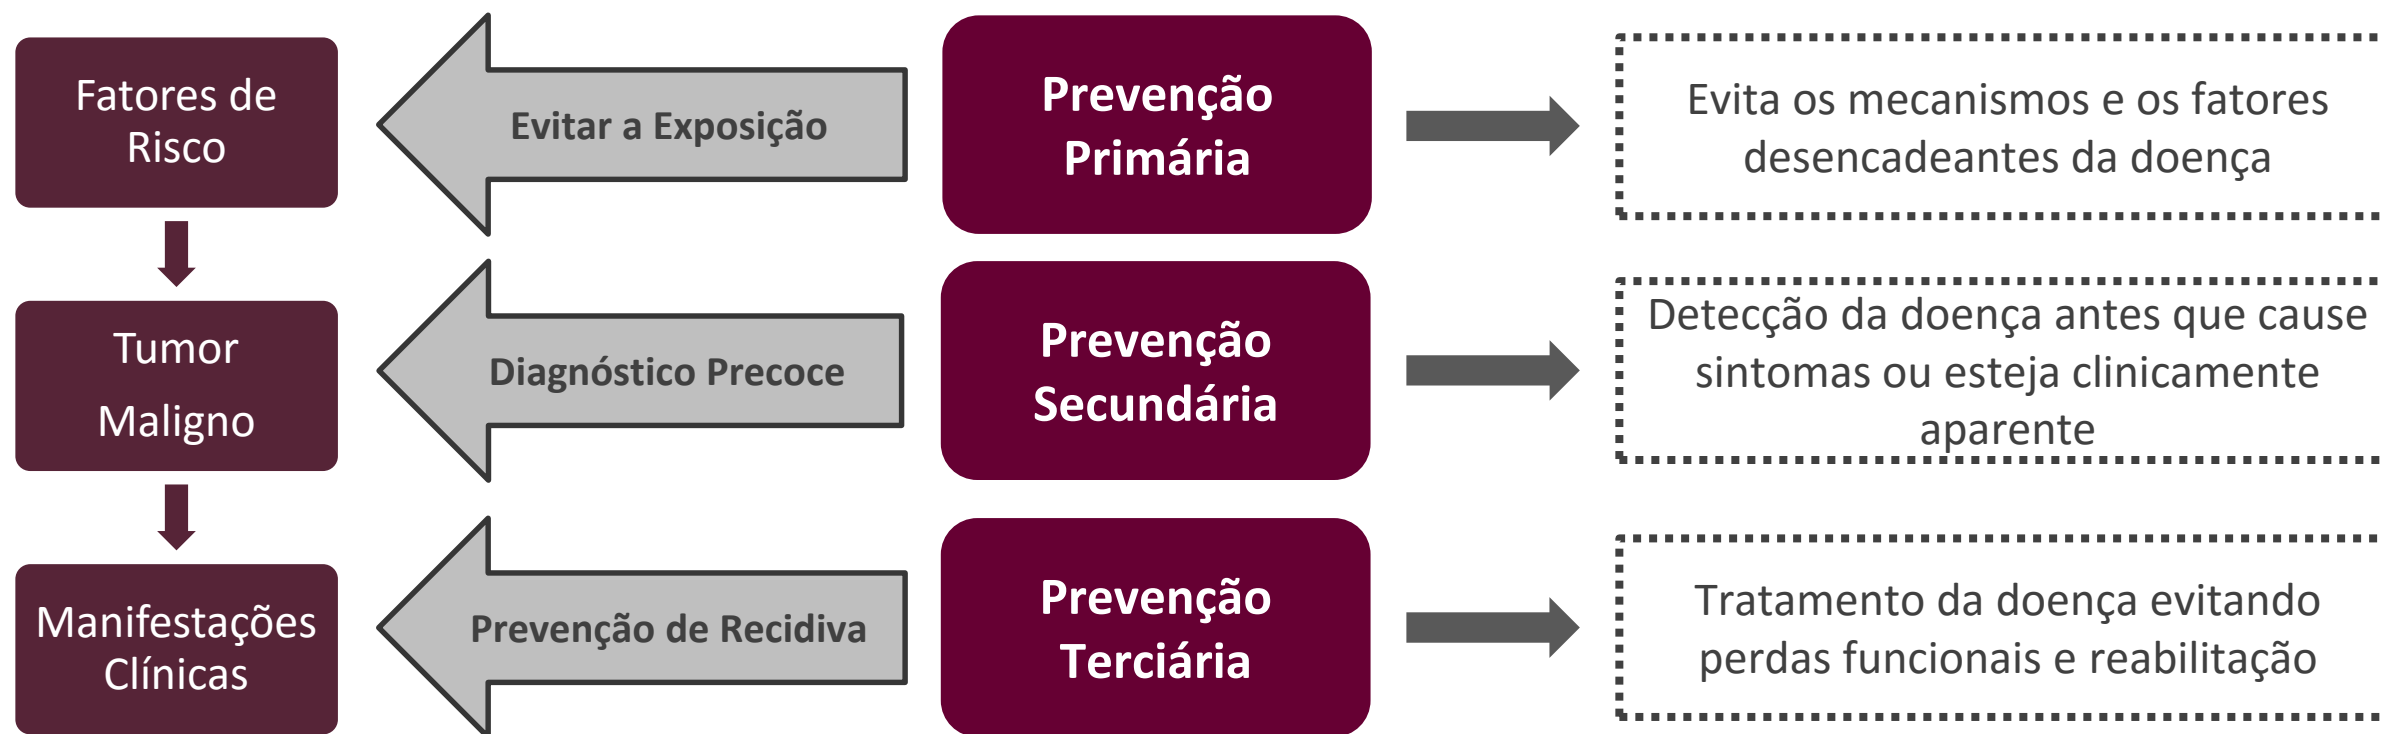 Fatores de
Risco
Evitar a Exposição
Prevenção
Primária
Evita os mecanismos e os fatores
desencadeantes da doença
Tumor
Maligno
Diagnóstico Precoce
Prevenção
Secundária
Detecção da doença antes que cause
sintomas ou esteja clinicamente
aparente
Manifestações
Clínicas
Prevenção de Recidiva
Prevenção
Terciária
Tratamento da doença evitando
perdas funcionais e reabilitação